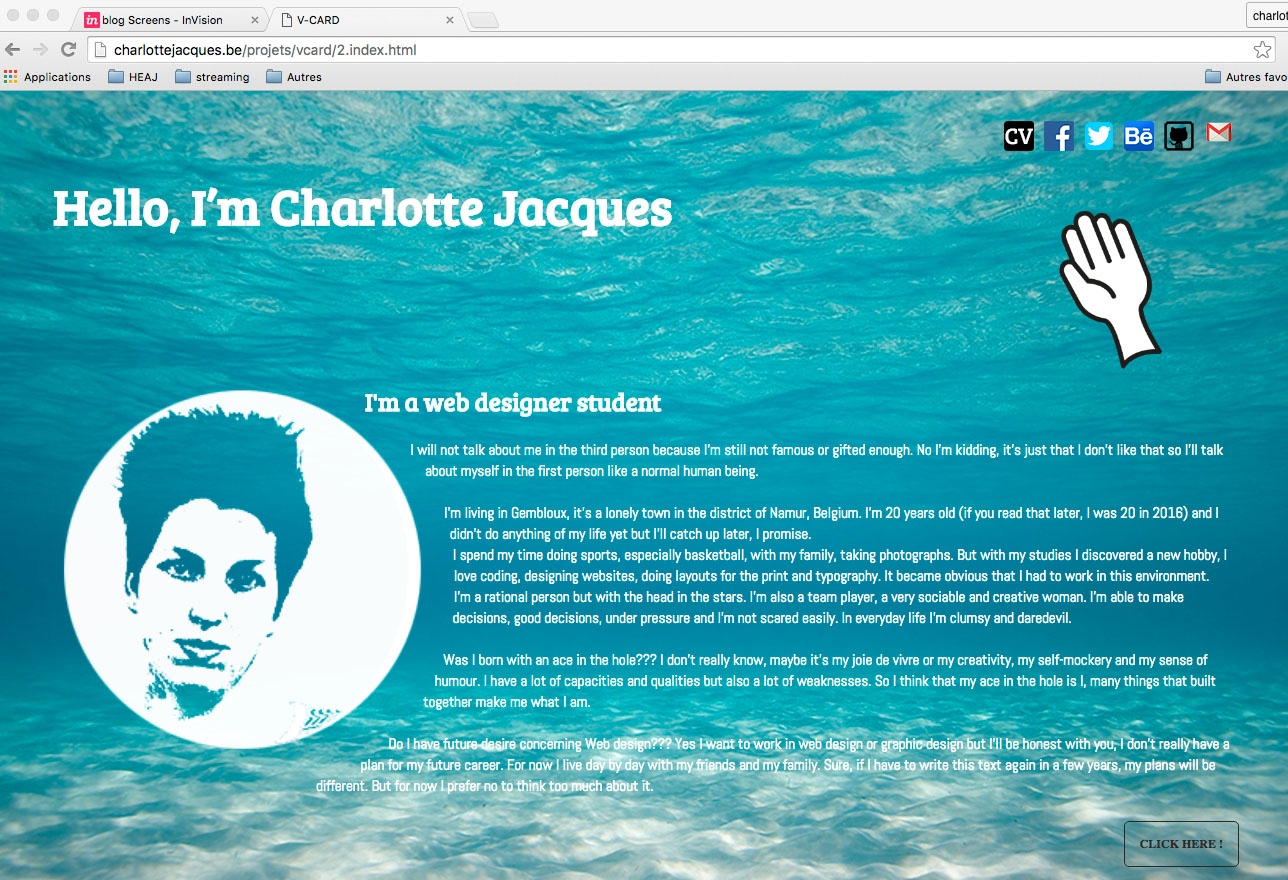 blog Screens - InVision
V-CARD
charlot
charlottejacques.be/projets/vcard/2.index.html
Applications
HEAJ
streaming
Autres
Autres favo
CV
Bē
Hello, I'm Charlotte Jacques
I'm a web designer student
I will not talk about me in the third person because I'm still not famous or gifted enough. No I'm kidding, it's just that I don't like that so I'll talk
about myself in the first person like a normal human being.
I'm living in Gembloux, it's a lonely town in the district of Namur, Belgium. I'm 20 years old (if you read that later, I was 20 in 2016) and I
didn't do anything of my life yet but I'll catch up later, I promise.
I spend my time doing sports, especially basketball, with my family, taking photographs. But with my studies I discovered a new hobby, I
love coding, designing websites, doing layouts for the print and typography. It became obvious that I had to work in this environment.
I'm a rational person but with the head in the stars. I'm also a team player, a very sociable and creative woman. I'm able to make
decisions, good decisions, under pressure and I'm not scared easily. In everyday life I'm clumsy and daredevil.
Was I born with an ace in the hole??? I don't really know, maybe it's my joie de vivre or my creativity, my self-mockery and my sense of
humour. I have a lot of capacities and qualities but also a lot of weaknesses. So I think that my ace in the hole is I, many things that built
together make me what I am.
Do I have future desire concerning Web design??? Yes I want to work in web design or graphic design but I'll be honest with you, I don't really have a
plan for my future career. For now I live day by day with my friends and my family. Sure, if I have to write this text again in a few years, my plans will be
different. But for now I prefer no to think too much about it.
CLICK HERE !